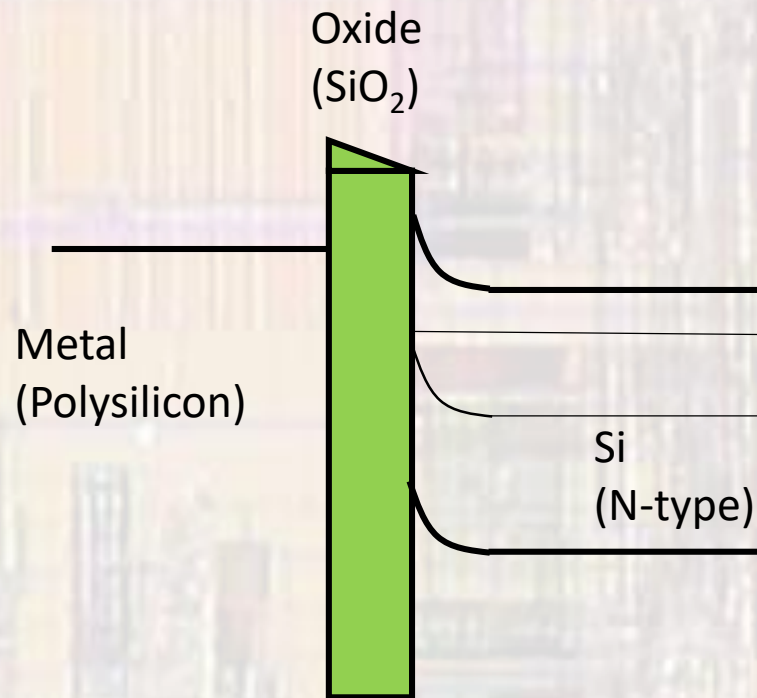 Oxide
(SiO₂)
Metal
(Polysilicon)
Si
(N-type)